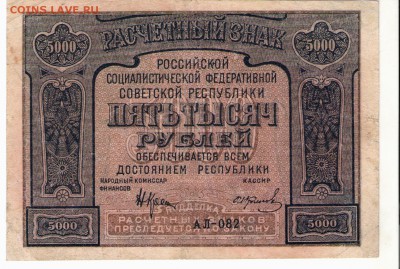 COINS.LAVE.RU
РАСЧЕТНЫЙ ЗНАК
5000 5000
РОССИЙСКОЙ
СОЦИАЛИСТИЧЕСКОЙ ФЕДЕРАТИВНОЙ
СОВЕТСКОЙ РЕСПУБЛИКИ
ПЯТЬ ТЫСЯЧ
РУБЛЕЙ
ОБЕСПЕЧИВАЕТСЯ ВСЕМ
ДОСТОЯНИЕМ РЕСПУБЛИКИ
НАРОДНЫЙ КОМИССАР
ФИНАНСОВ
КАССИР
5000 5000
АЛ-082
РАСЧЕТНЫХ ЗНАКОВ
ПРЕСЛЕДУЕТСЯ ПО ЗАКОНУ